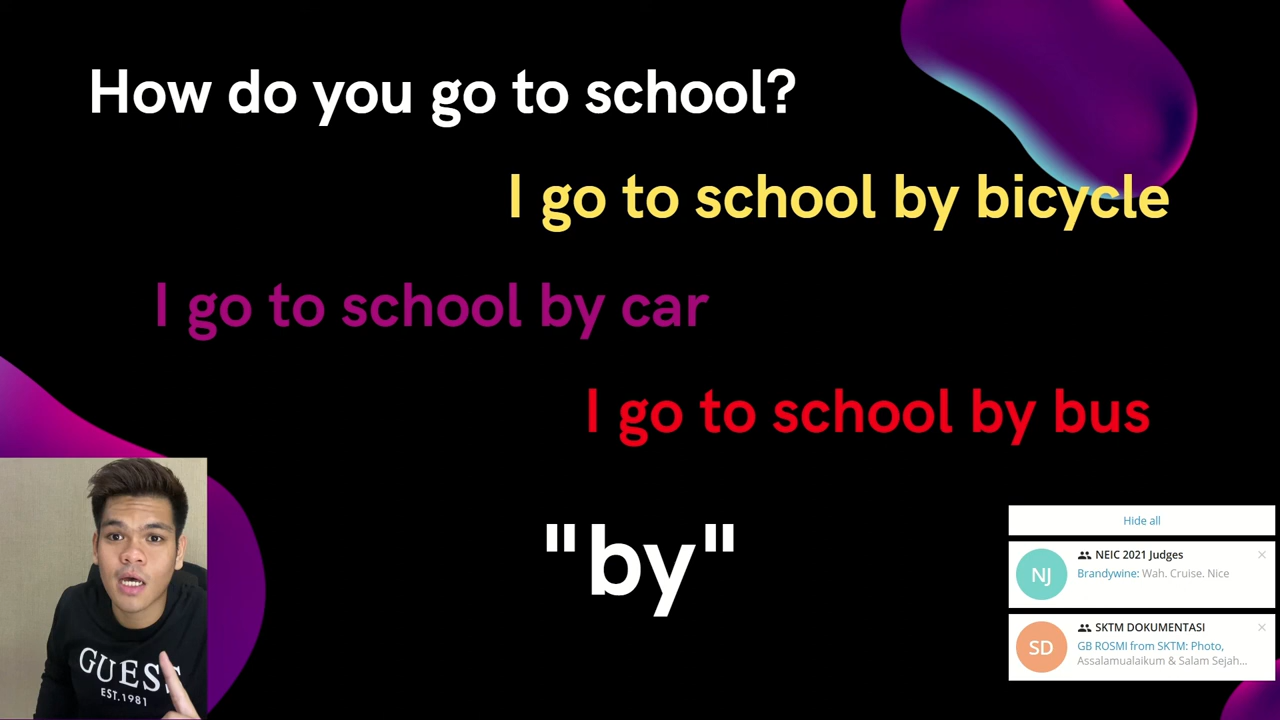 How do you go to school?
I go to school by bicycle
I go to school by car
I go to school by bus
"by"
GUESS
EST.1981
Hide all
NJ
NEIC 2021 Judges
Brandywine: Wah. Cruise. Nice
SD
SKTM DOKUMENTASI
GB ROSMI from SKTM: Photo,
Assalamualaikum & Salam Sejah...